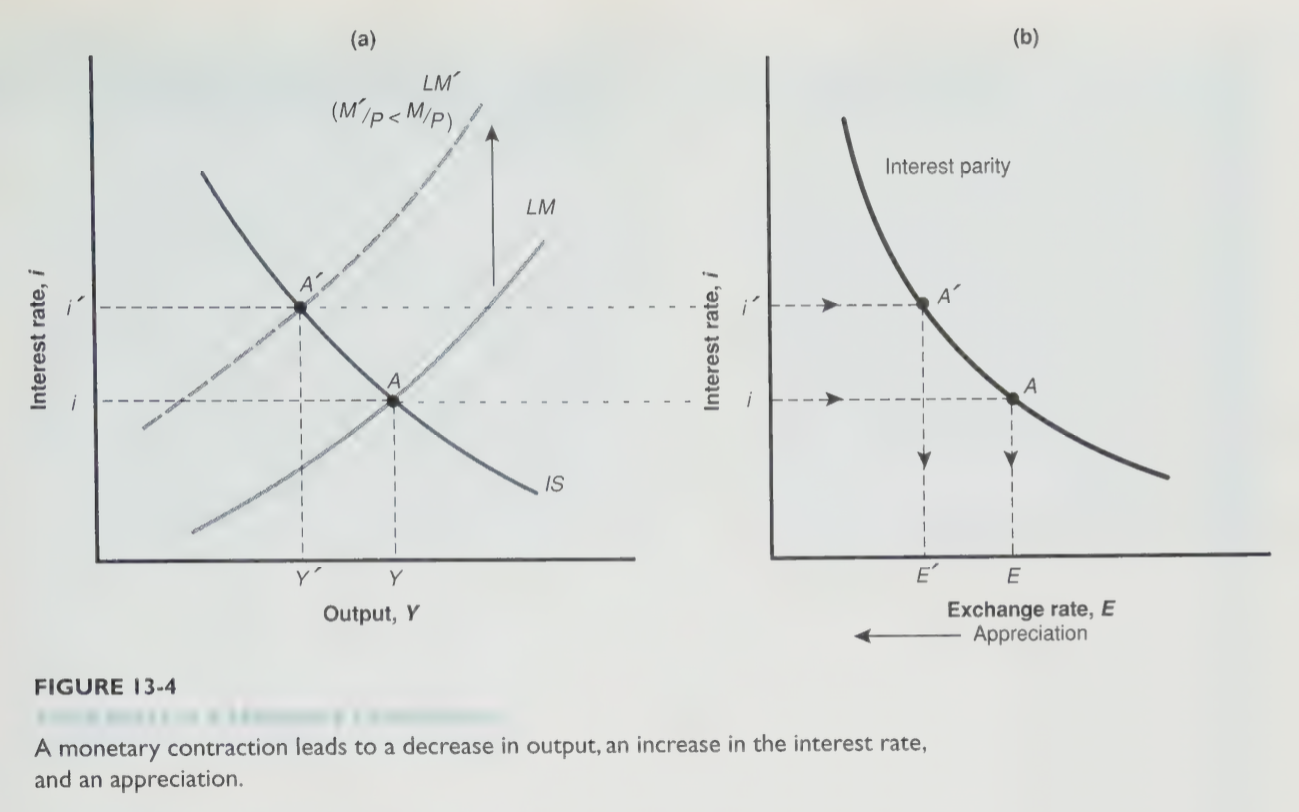 (a)
LM′
(M′/P < M/P)
LM
A′
A
IS
i′
i
Interest rate, i
Y′ Y
Output, Y
(b)
Interest parity
A′
A
i′
i
Interest rate, i
E′ E
Exchange rate, E
Appreciation
FIGURE 13-4
A monetary contraction leads to a decrease in output, an increase in the interest rate,
and an appreciation.